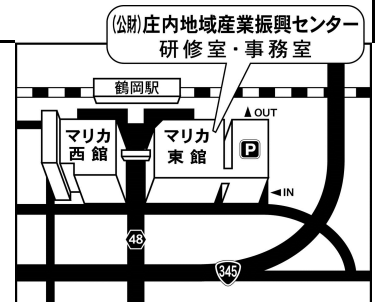 (公財)庄内地域産業振興センター
研修室・事務室
鶴岡駅
OUT
マリカ
西館
マリカ
東館
P
IN
48
345